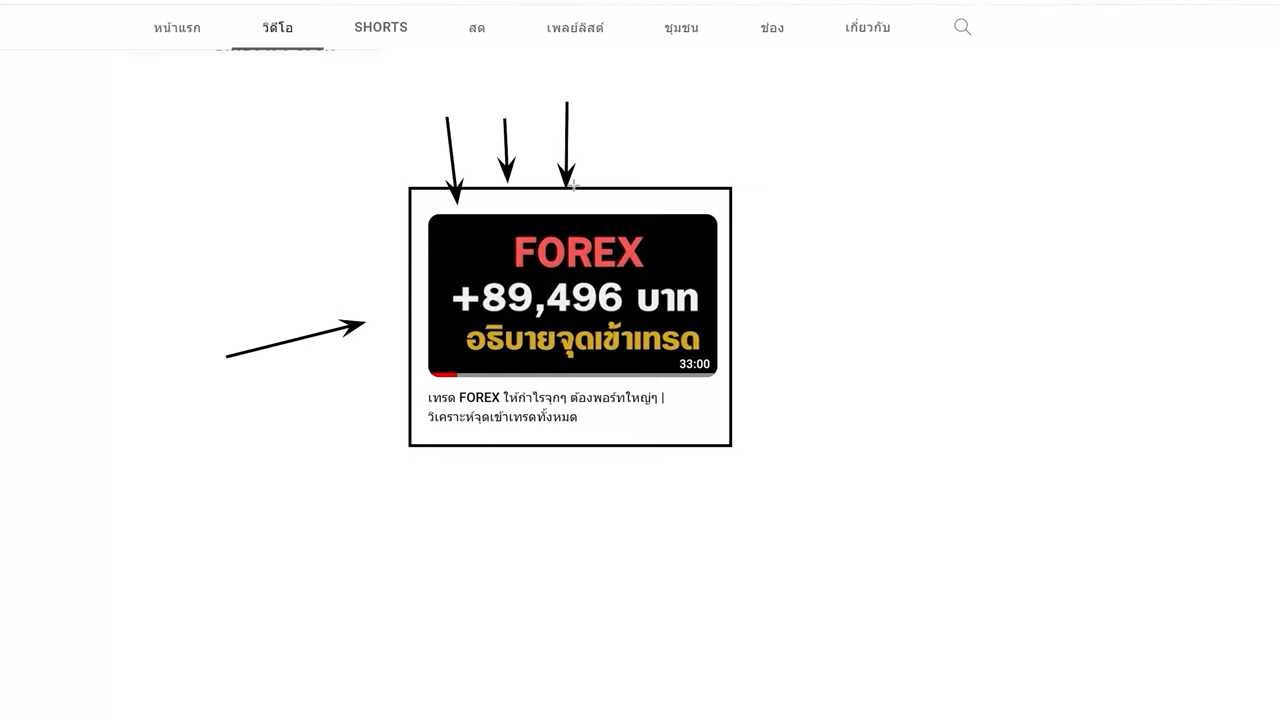 หน้าแรก วิดีโอ SHORTS สด เพลย์ลิสต์ ชุมชน ช่อง เกี่ยวกับ
FOREX
+89,496 บาท
อธิบายจุดเข้าเทรด
33:00
เทรด FOREX ให้กำไรจุกๆ ต้องพอร์ทใหญ่ๆ |
วิเคราะห์จุดเข้าเทรดทั้งหมด